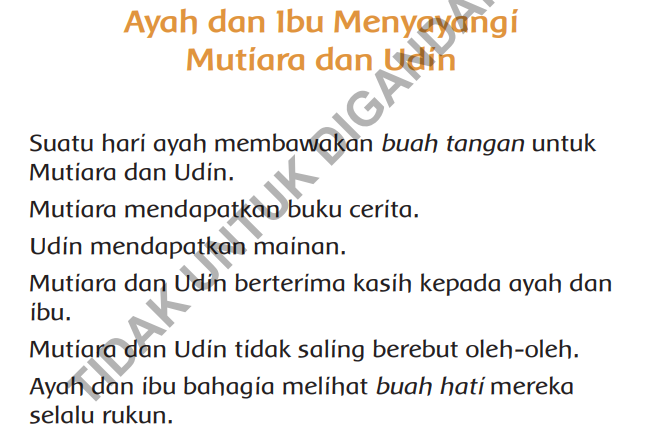 Ayah dan Ibu Menyayangi
Mutiara dan Udin
Suatu hari ayah membawakan buah tangan untuk
Mutiara dan Udin.
Mutiara mendapatkan buku cerita.
Udin mendapatkan mainan.
Mutiara dan Udin berterima kasih kepada ayah dan
ibu.
Mutiara dan Udin tidak saling berebut oleh-oleh.
Ayah dan ibu bahagia melihat buah hati mereka
selalu rukun.
TIDAK UNTUK DIGANDAK